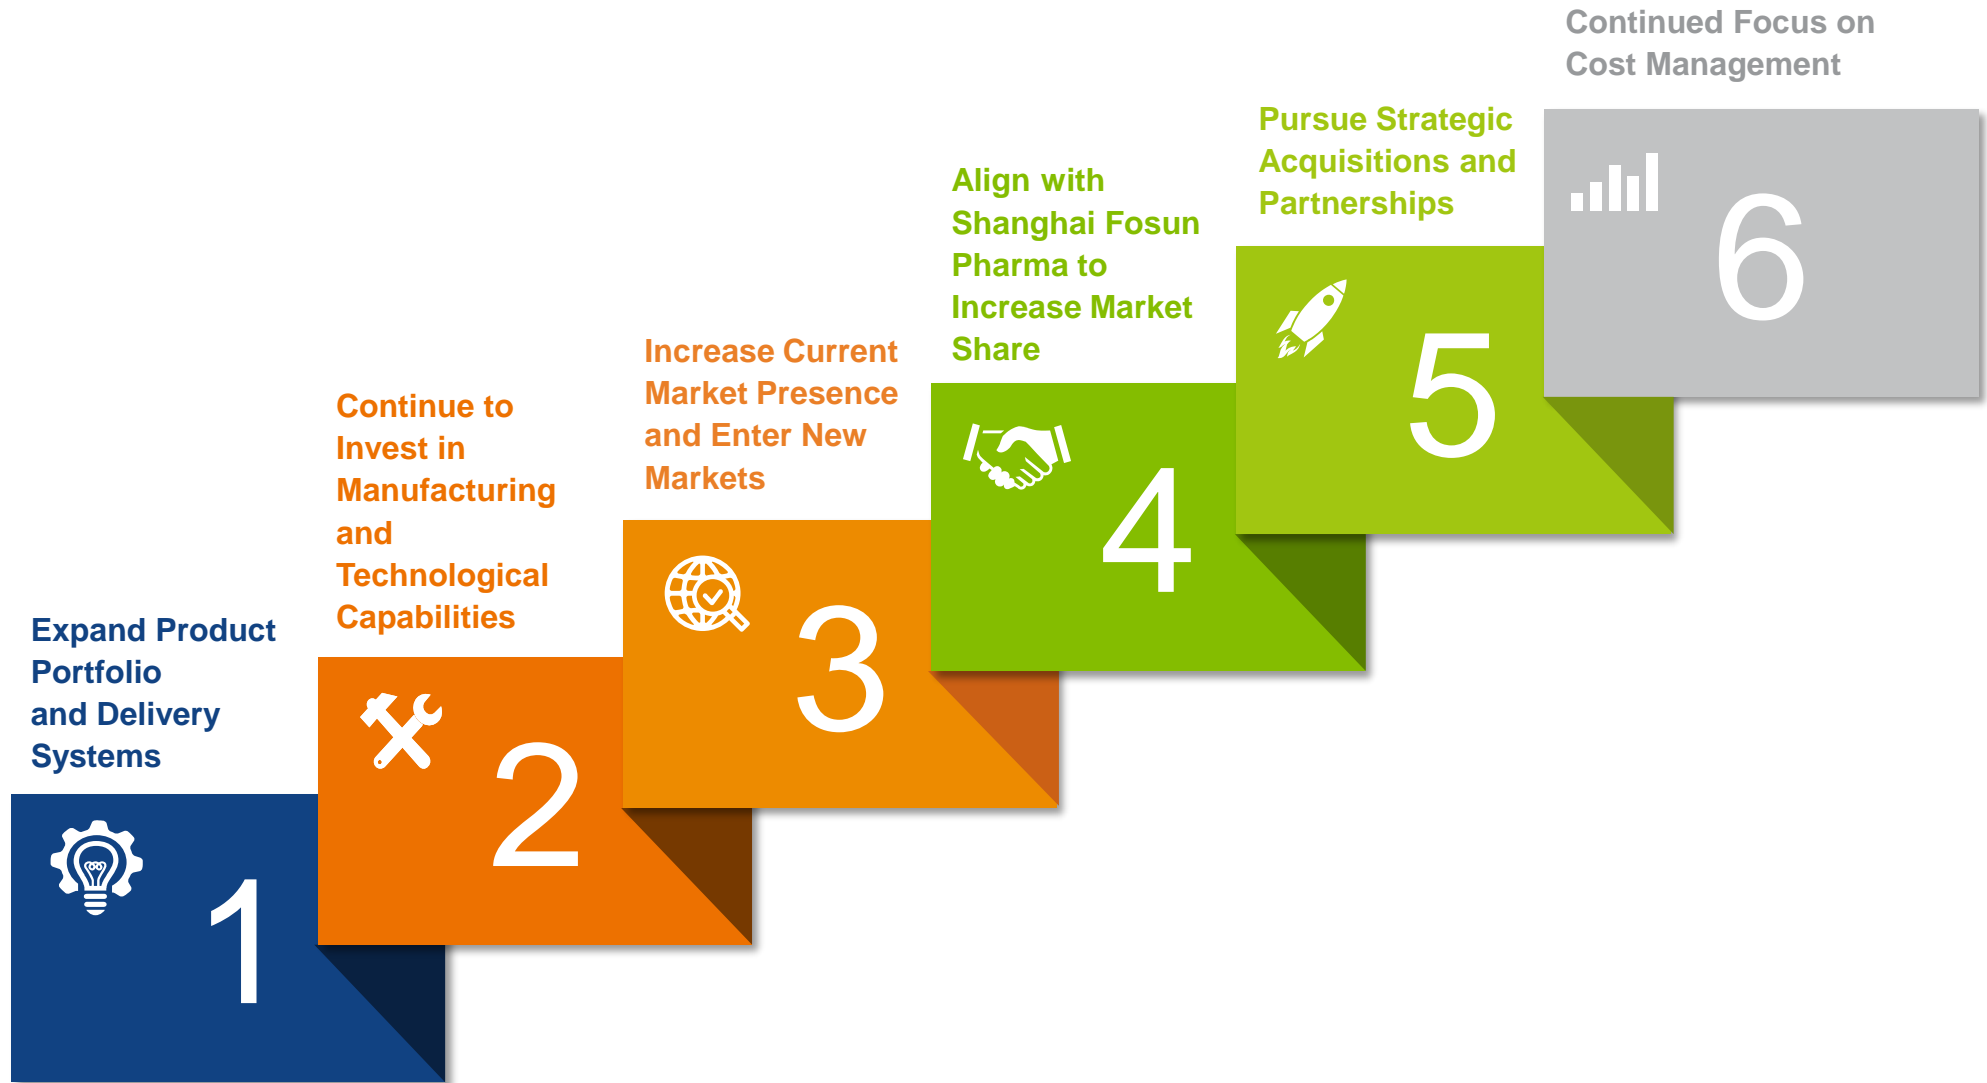 Expand Product
Portfolio
and Delivery
Systems
1
Continue to
Invest in
Manufacturing
and
Technological
Capabilities
2
Increase Current
Market Presence
and Enter New
Markets
3
Align with
Shanghai Fosun
Pharma to
Increase Market
Share
4
Pursue Strategic
Acquisitions and
Partnerships
5
Continued Focus on
Cost Management
6